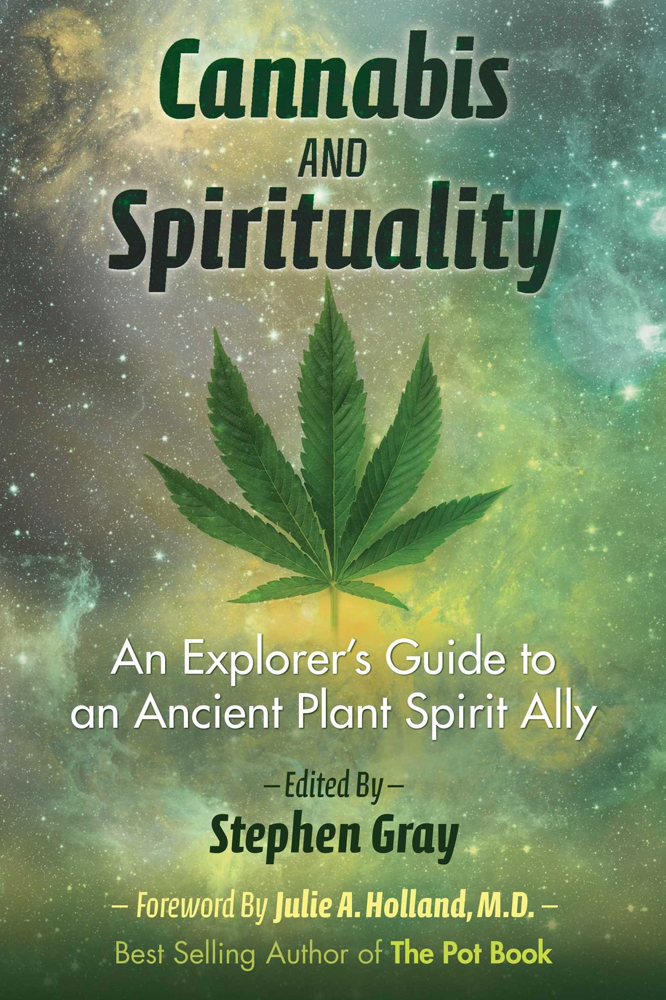 Cannabis
AND
Spirituality
An Explorer's Guide to
an Ancient Plant Spirit Ally
– Edited By –
Stephen Gray
– Foreword By Julie A. Holland, M.D. –
Best Selling Author of The Pot Book